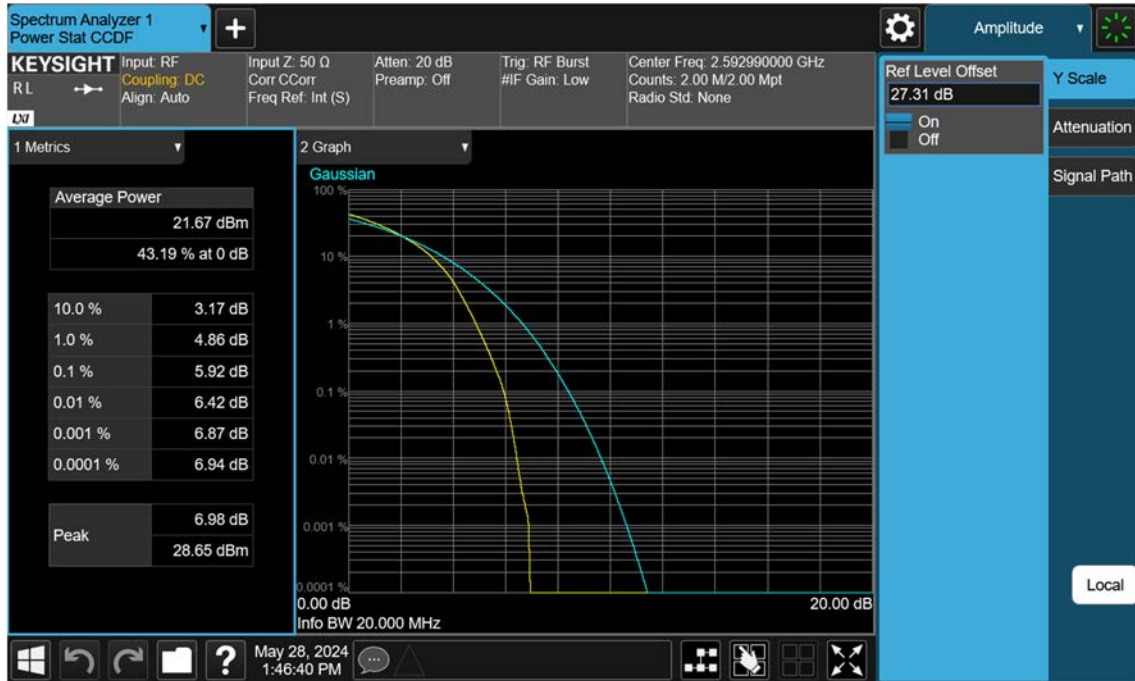 Spectrum Analyzer 1
Power Stat CCDF
Amplitude
KEYSIGHT
R L
LXI
Input: RF
Coupling: DC
Align: Auto
Input Z: 50 Ω
Corr CCorr
Freq Ref: Int (S)
Atten: 20 dB
Preamp: Off
Trig: RF Burst
#IF Gain: Low
Center Freq: 2.592990000 GHz
Counts: 2.00 M/2.00 Mpt
Radio Std: None
Ref Level Offset
27.31 dB
On
Off
Y Scale
Attenuation
Signal Path
1 Metrics
Average Power
21.67 dBm
43.19 % at 0 dB
10.0 % 3.17 dB
1.0 % 4.86 dB
0.1 % 5.92 dB
0.01 % 6.42 dB
0.001 % 6.87 dB
0.0001 % 6.94 dB
Peak
6.98 dB
28.65 dBm
2 Graph
Gaussian
100 %
10 %
1 %
0.1 %
0.01 %
0.001 %
0.0001 %
0.00 dB 20.00 dB
Info BW 20.000 MHz
Local
?
May 28, 2024
1:46:40 PM